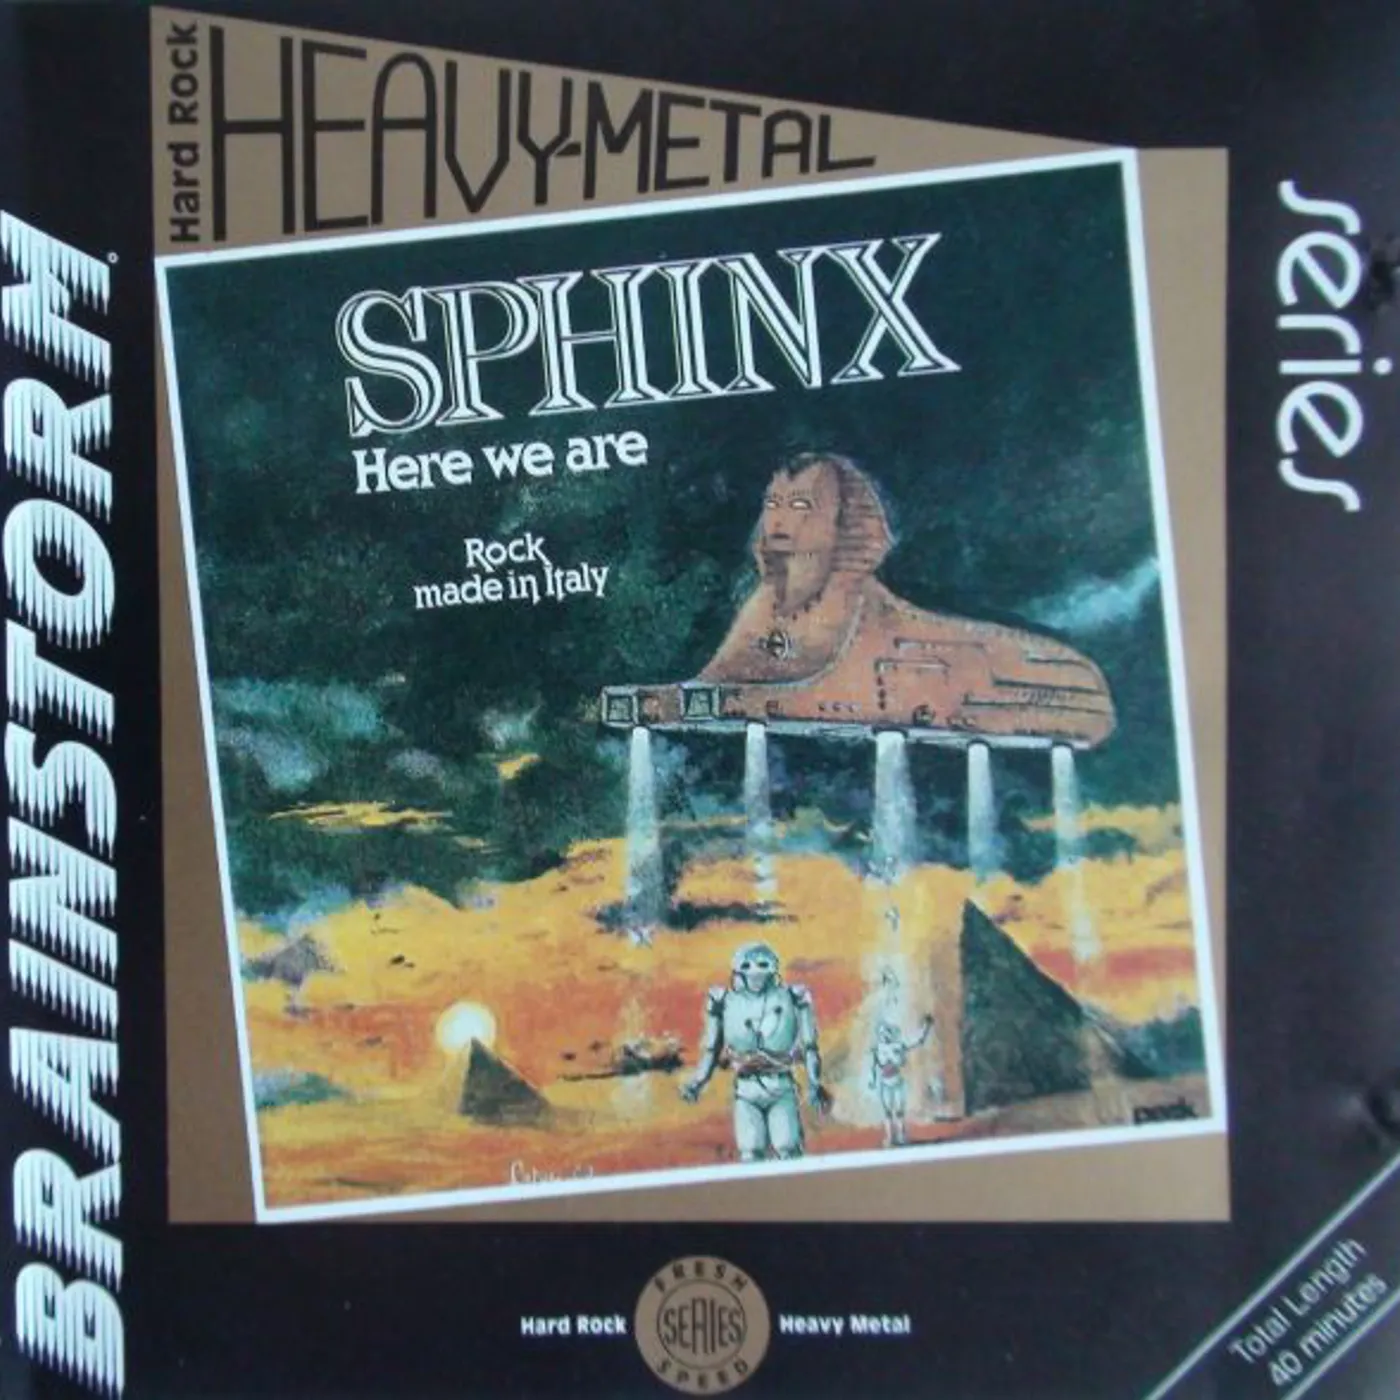 Hard Rock
HEAVY-METAL
series
BRAINSTORM
SPHINX
Here we are
Rock
made in Italy
peek
FRESH
Hard Rock SERIES Heavy Metal
SPEED
Total Length
40 minutes